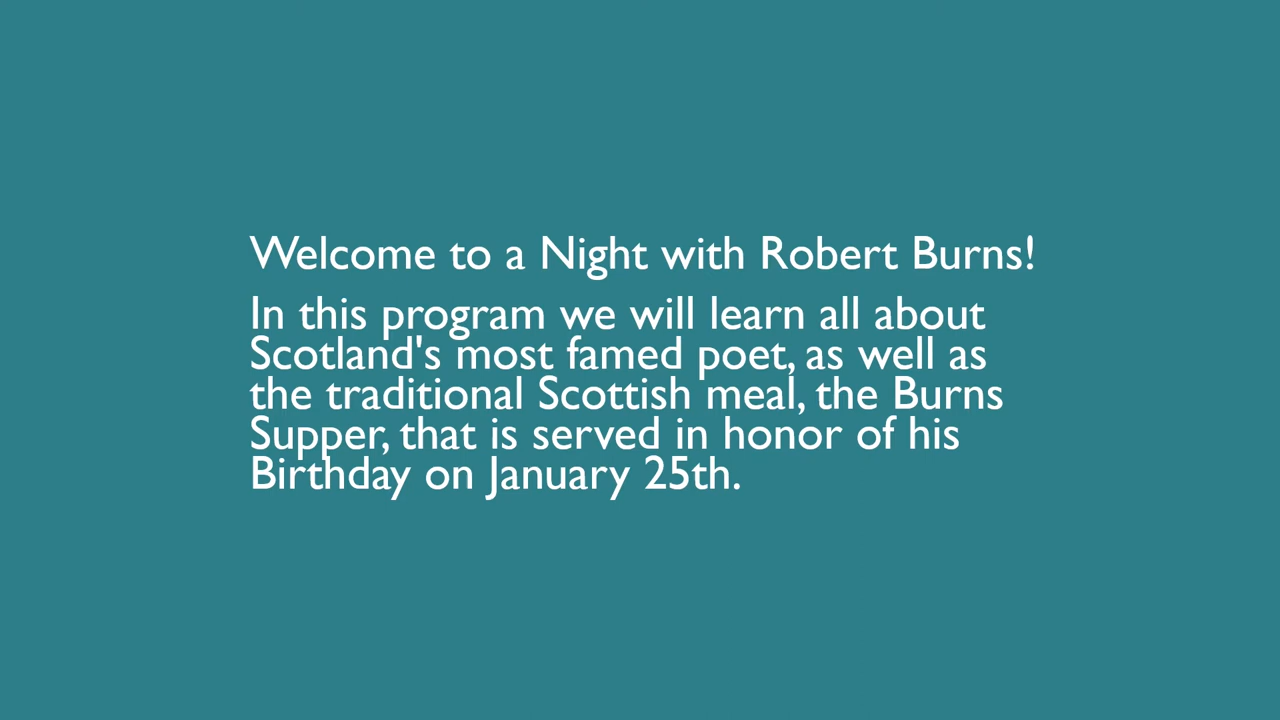 Welcome to a Night with Robert Burns!
In this program we will learn all about
Scotland's most famed poet, as well as
the traditional Scottish meal, the Burns
Supper, that is served in honor of his
Birthday on January 25th.